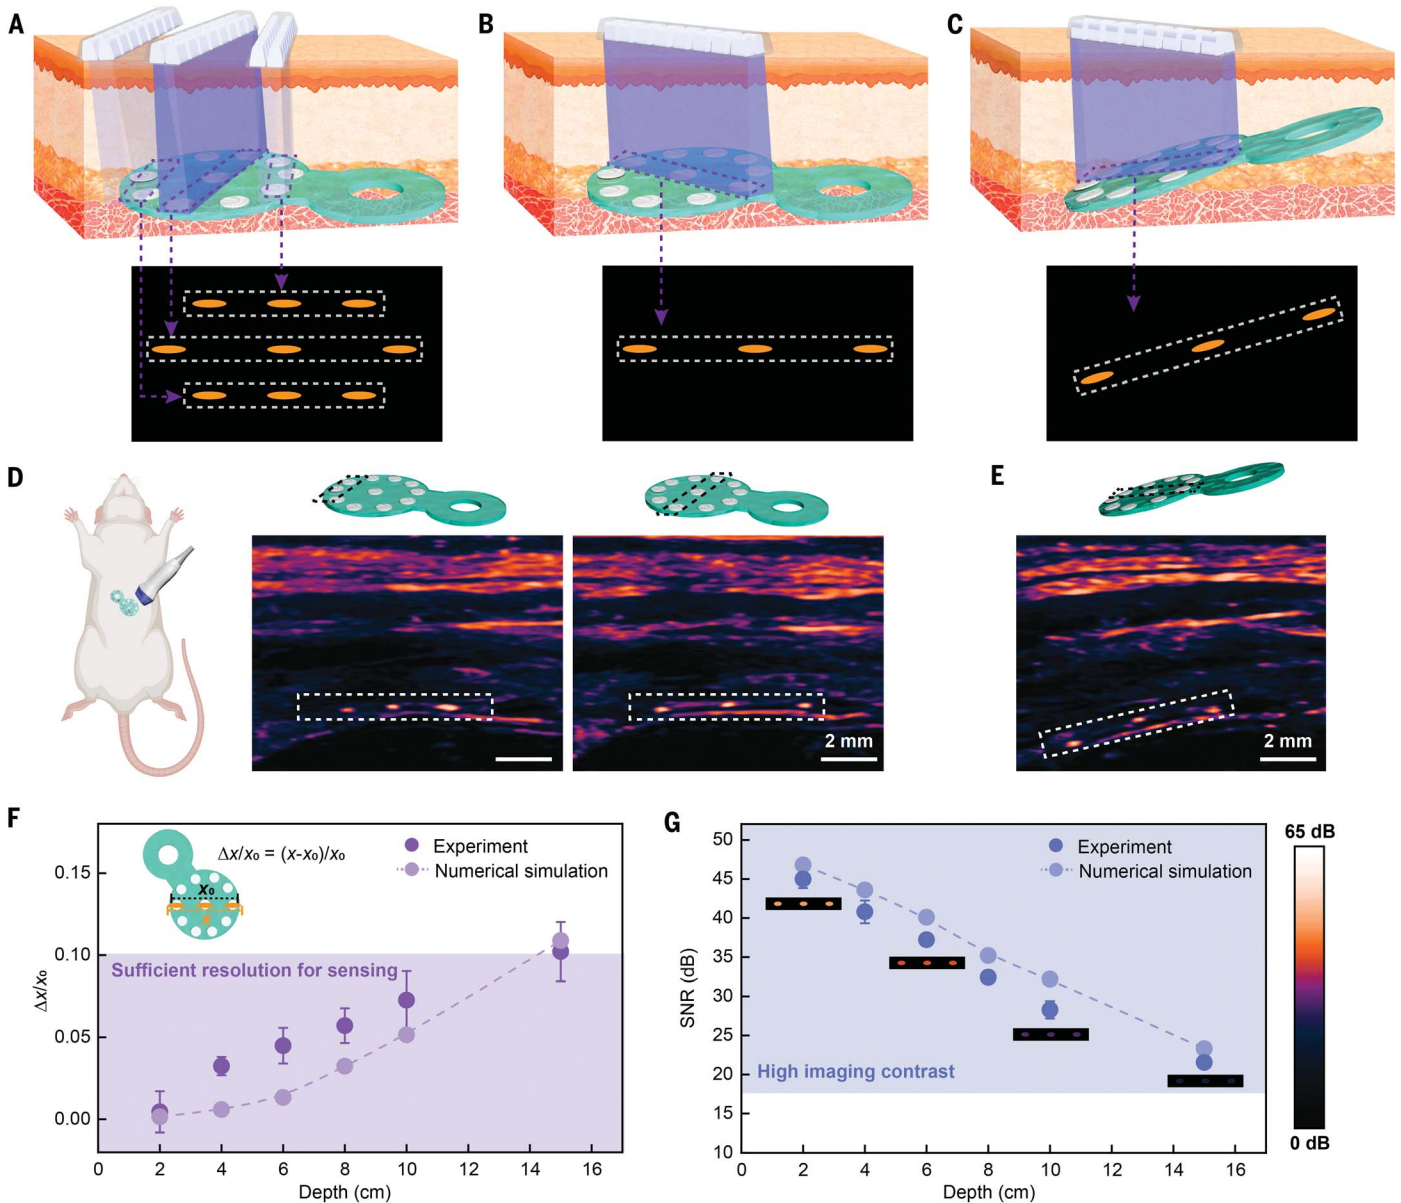 A
B
C
D
2 mm
E
2 mm
F
Δx/x₀ = (x-x₀)/x₀
Experiment
Numerical simulation
x₀
x
Sufficient resolution for sensing
0.15
0.10
0.05
0.00
Δx/x₀
0 2 4 6 8 10 12 14 16
Depth (cm)
G
Experiment
Numerical simulation
High imaging contrast
50
45
40
35
30
25
20
15
10
SNR (dB)
0 2 4 6 8 10 12 14 16
Depth (cm)
65 dB
0 dB